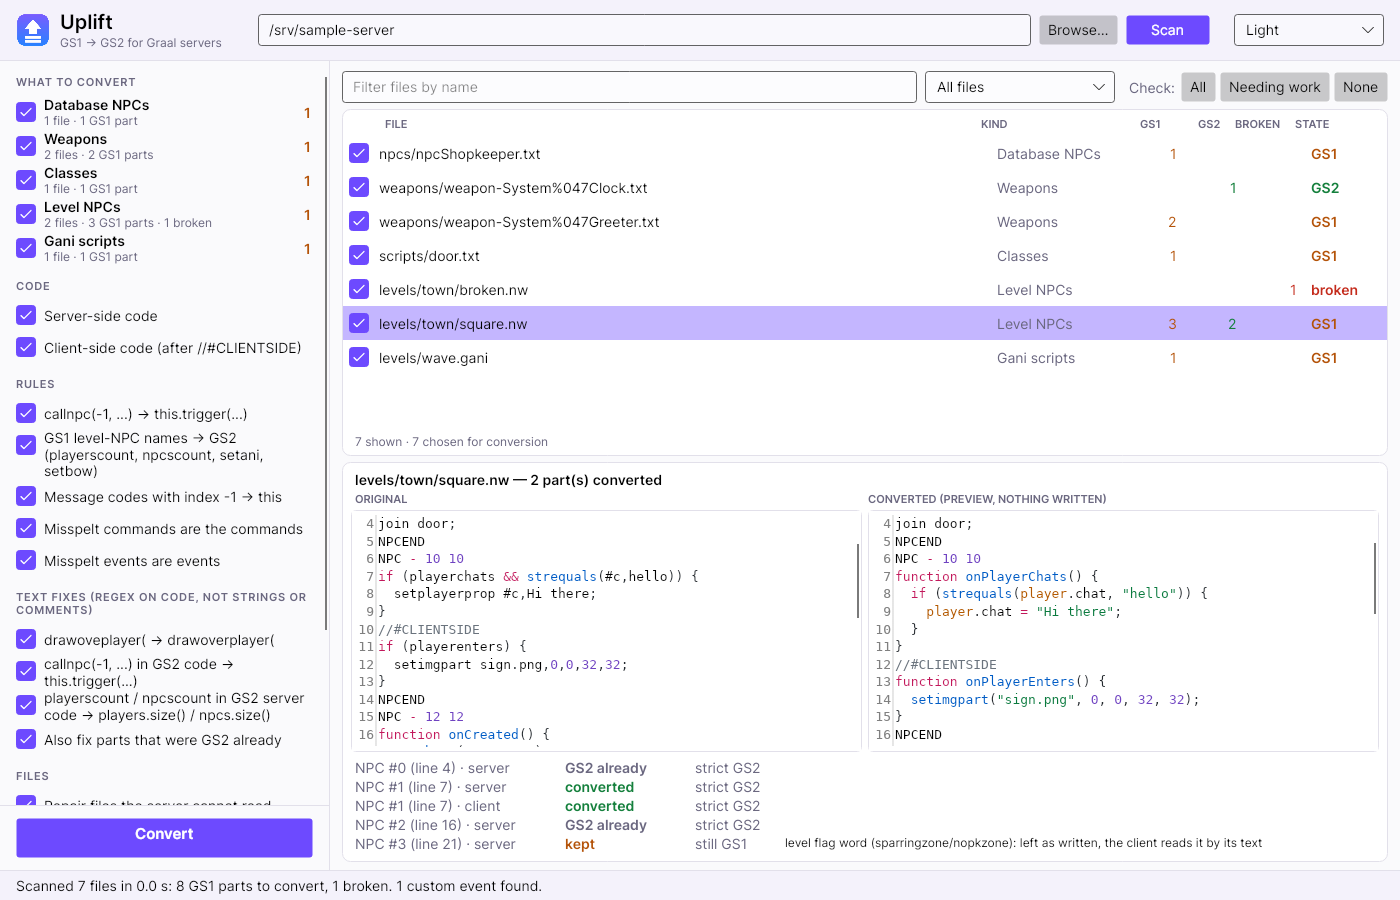 Uplift
GS1 → GS2 for Graal servers
/srv/sample-server
Browse...
Scan
Light
WHAT TO CONVERT
Database NPCs
1 file · 1 GS1 part
1
Weapons
2 files · 2 GS1 parts
1
Classes
1 file · 1 GS1 part
1
Level NPCs
2 files · 3 GS1 parts · 1 broken
1
Gani scripts
1 file · 1 GS1 part
1
CODE
Server-side code
Client-side code (after //#CLIENTSIDE)
RULES
callnpc(-1, ...) → this.trigger(...)
GS1 level-NPC names → GS2
(playerscount, npcscount, setani,
setbow)
Message codes with index -1 → this
Misspelt commands are the commands
Misspelt events are events
TEXT FIXES (REGEX ON CODE, NOT STRINGS OR
COMMENTS)
drawoveplayer( → drawoverplayer(
callnpc(-1, ...) in GS2 code →
this.trigger(...)
playerscount / npcscount in GS2 server
code → players.size() / npcs.size()
Also fix parts that were GS2 already
FILES
Repair files the server cannot read
Convert
Filter files by name
All files
Check:
All
Needing work
None
FILE KIND GS1 GS2 BROKEN STATE
npcs/npcShopkeeper.txt Database NPCs 1 GS1
weapons/weapon-System%047Clock.txt Weapons 1 GS2
weapons/weapon-System%047Greeter.txt Weapons 2 GS1
scripts/door.txt Classes 1 GS1
levels/town/broken.nw Level NPCs 1 broken
levels/town/square.nw Level NPCs 3 2 GS1
levels/wave.gani Gani scripts 1 GS1
7 shown · 7 chosen for conversion
levels/town/square.nw — 2 part(s) converted
ORIGINAL
4 join door;
5 NPCEND
6 NPC - 10 10
7 if (playerchats && strequals(#c,hello)) {
8 setplayerprop #c,Hi there;
9 }
10 //#CLIENTSIDE
11 if (playerenters) {
12 setimgpart sign.png,0,0,32,32;
13 }
14 NPCEND
15 NPC - 12 12
16 function onCreated() {
CONVERTED (PREVIEW, NOTHING WRITTEN)
4 join door;
5 NPCEND
6 NPC - 10 10
7 function onPlayerChats() {
8 if (strequals(player.chat, "hello")) {
9 player.chat = "Hi there";
10 }
11 }
12 //#CLIENTSIDE
13 function onPlayerEnters() {
14 setimgpart("sign.png", 0, 0, 32, 32);
15 }
16 NPCEND
NPC #0 (line 4) · server GS2 already strict GS2
NPC #1 (line 7) · server converted strict GS2
NPC #1 (line 7) · client converted strict GS2
NPC #2 (line 16) · server GS2 already strict GS2
NPC #3 (line 21) · server kept still GS1 level flag word (sparringzone/nopkzone): left as written, the client reads it by its text
Scanned 7 files in 0.0 s: 8 GS1 parts to convert, 1 broken. 1 custom event found.